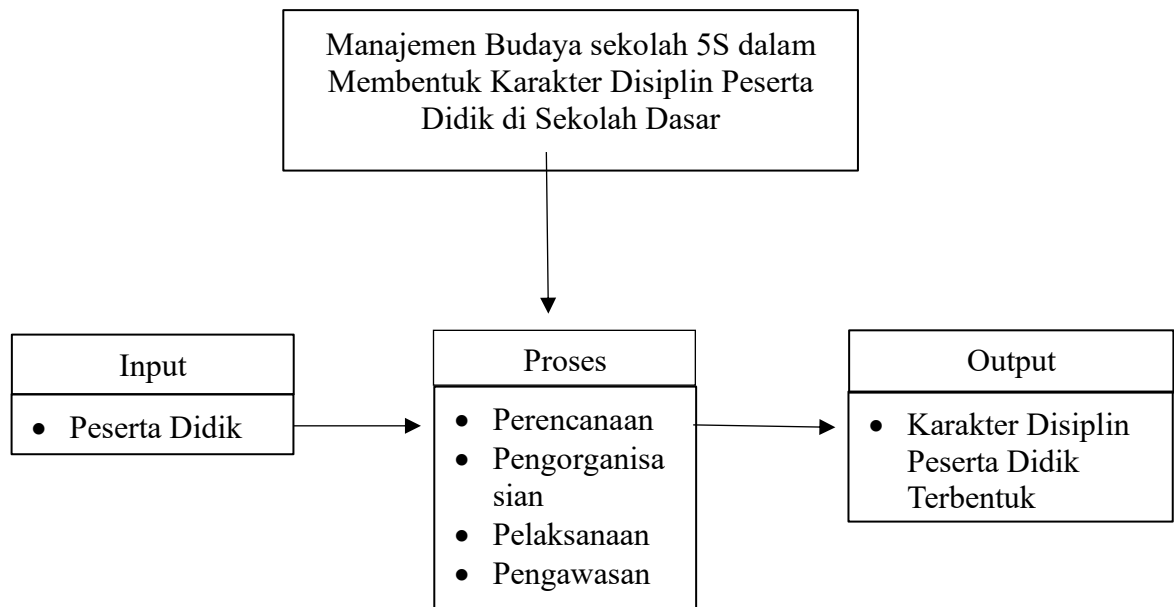 Manajemen Budaya sekolah 5S dalam
Membentuk Karakter Disiplin Peserta
Didik di Sekolah Dasar
Input
• Peserta Didik
Proses
• Perencanaan
• Pengorganisa
sian
• Pelaksanaan
• Pengawasan
Output
• Karakter Disiplin
Peserta Didik
Terbentuk